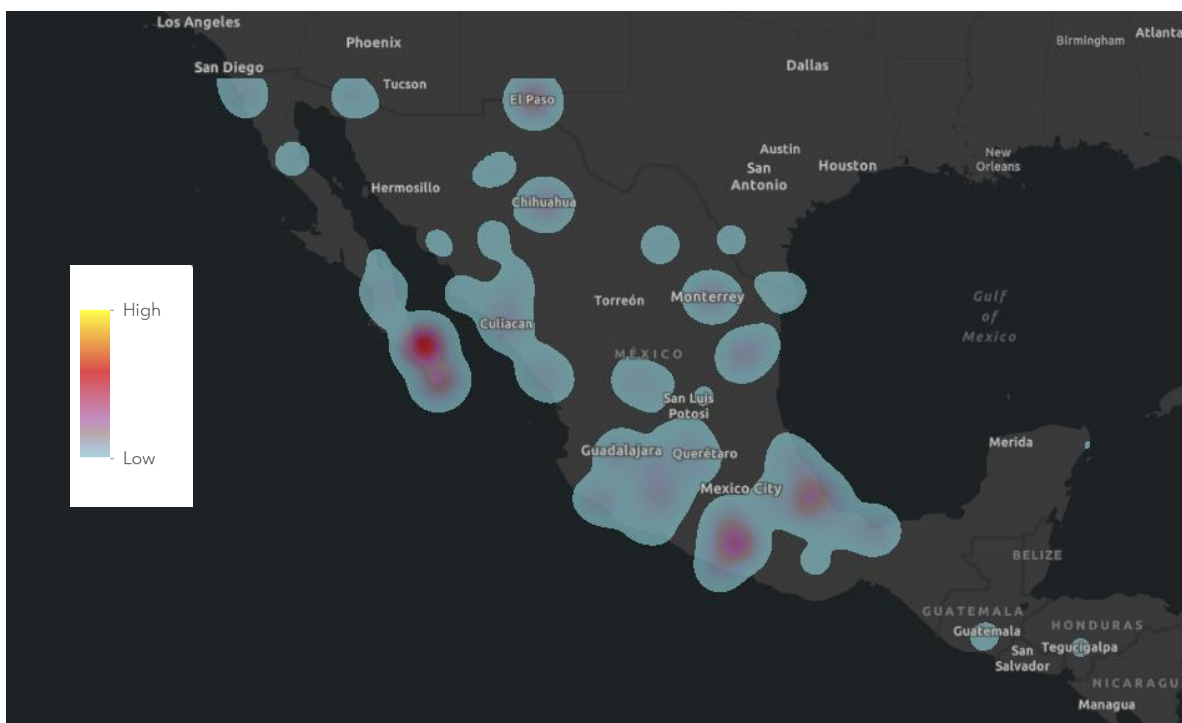 Los Angeles
Phoenix
Birmingham
Atlanta
San Diego
Dallas
Tucson
El Paso
Austin
San
Antonio
Houston
New
Orleans
Hermosillo
Chihuahua
Torreón
Monterrey
Gulf
of
Mexico
High
Culiacan
MÉXICO
San Luis
Potosi
Low
Guadalajara
Querétaro
Merida
Mexico City
BELIZE
GUATEMALA
Guatemala
HONDURAS
San
Salvador
Tegucigalpa
NICARAGU
Managua